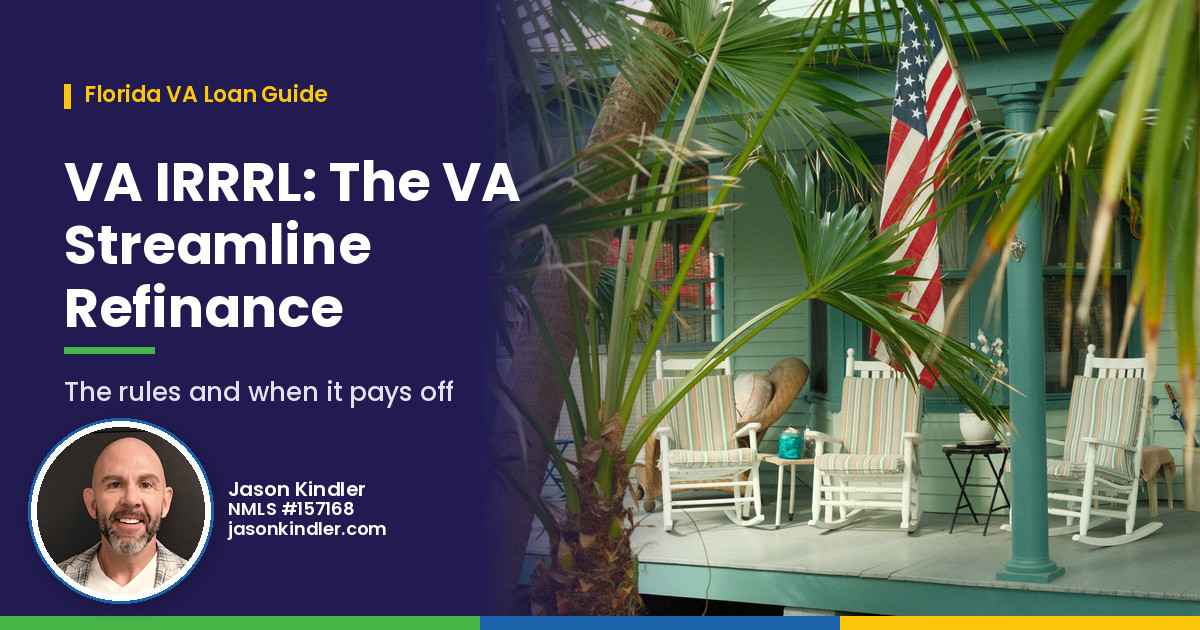 Florida VA Loan Guide
VA IRRRL: The VA
Streamline
Refinance
The rules and when it pays off
Jason Kindler
NMLS #157168
jasonkindler.com